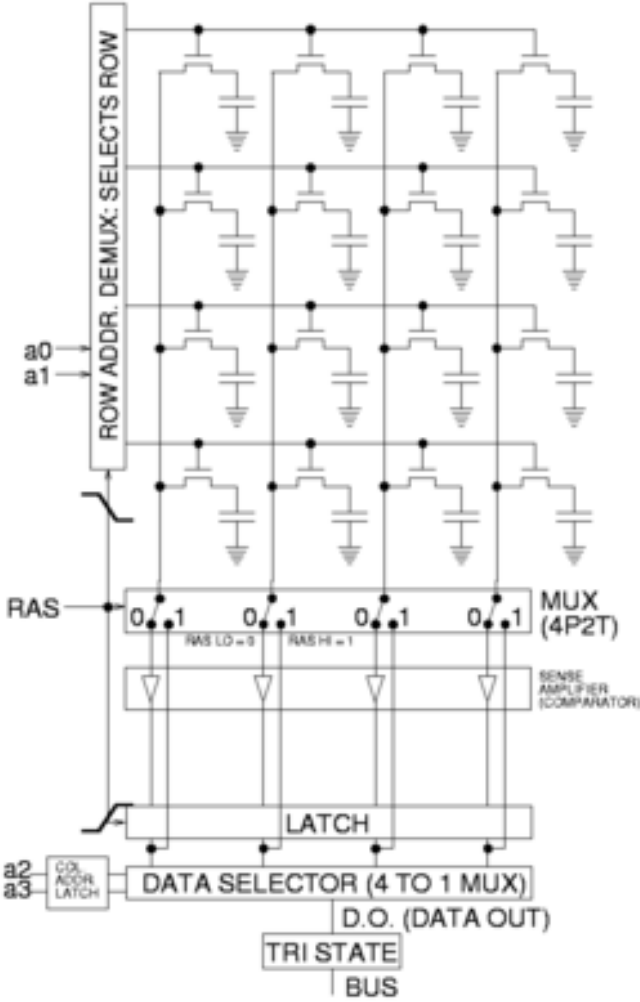 ROW ADDR. DEMUX: SELECTS ROW
a0
a1
RAS
0 1 0 1 0 1 0 1
MUX
(4P2T)
RAS LO = 0 RAS HI = 1
SENSE
AMPLIFIER
(COMPARATOR)
LATCH
a2
a3
COL.
ADDR
LATCH
DATA SELECTOR (4 TO 1 MUX)
D.O. (DATA OUT)
TRI STATE
BUS